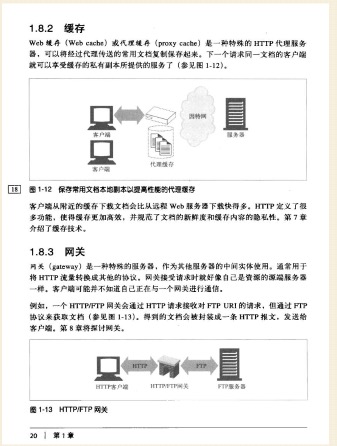 1.8.2 缓存
Web 缓存（Web cache）或代理缓存（proxy cache）是一种特殊的 HTTP 代理服务
器，可以将经过代理传送的常用文档复制保存起来。下一个请求同一文档的客户端
就可以享受缓存的私有副本所提供的服务了（参见图 1-12）。
因特网
客户端
服务器
代理缓存
客户端
18
图 1-12 保存常用文档本地副本以提高性能的代理缓存
客户端从附近的缓存下载文档会比从远程 Web 服务器下载快得多。HTTP 定义了很
多功能，使得缓存更加高效，并规范了文档的新鲜度和缓存内容的隐私性。第 7 章
介绍了缓存技术。
1.8.3 网关
网关（gateway）是一种特殊的服务器，作为其他服务器的中间实体使用。通常用于
将 HTTP 流量转换成其他的协议。网关接受请求时就好像自己是资源的源端服务器
一样。客户端可能并不知道自己正在与一个网关进行通信。
例如，一个 HTTP/FTP 网关会通过 HTTP 请求接收对 FTP URI 的请求，但通过 FTP
协议来获取文档（参见图 1-13）。得到的文档会被封装成一条 HTTP 报文，发送给
客户端。第 8 章将探讨网关。
HTTP
FTP
HTTP客户端
HTTP/FTP网关
FTP服务器
图 1-13 HTTP/FTP 网关
20 | 第 1 章